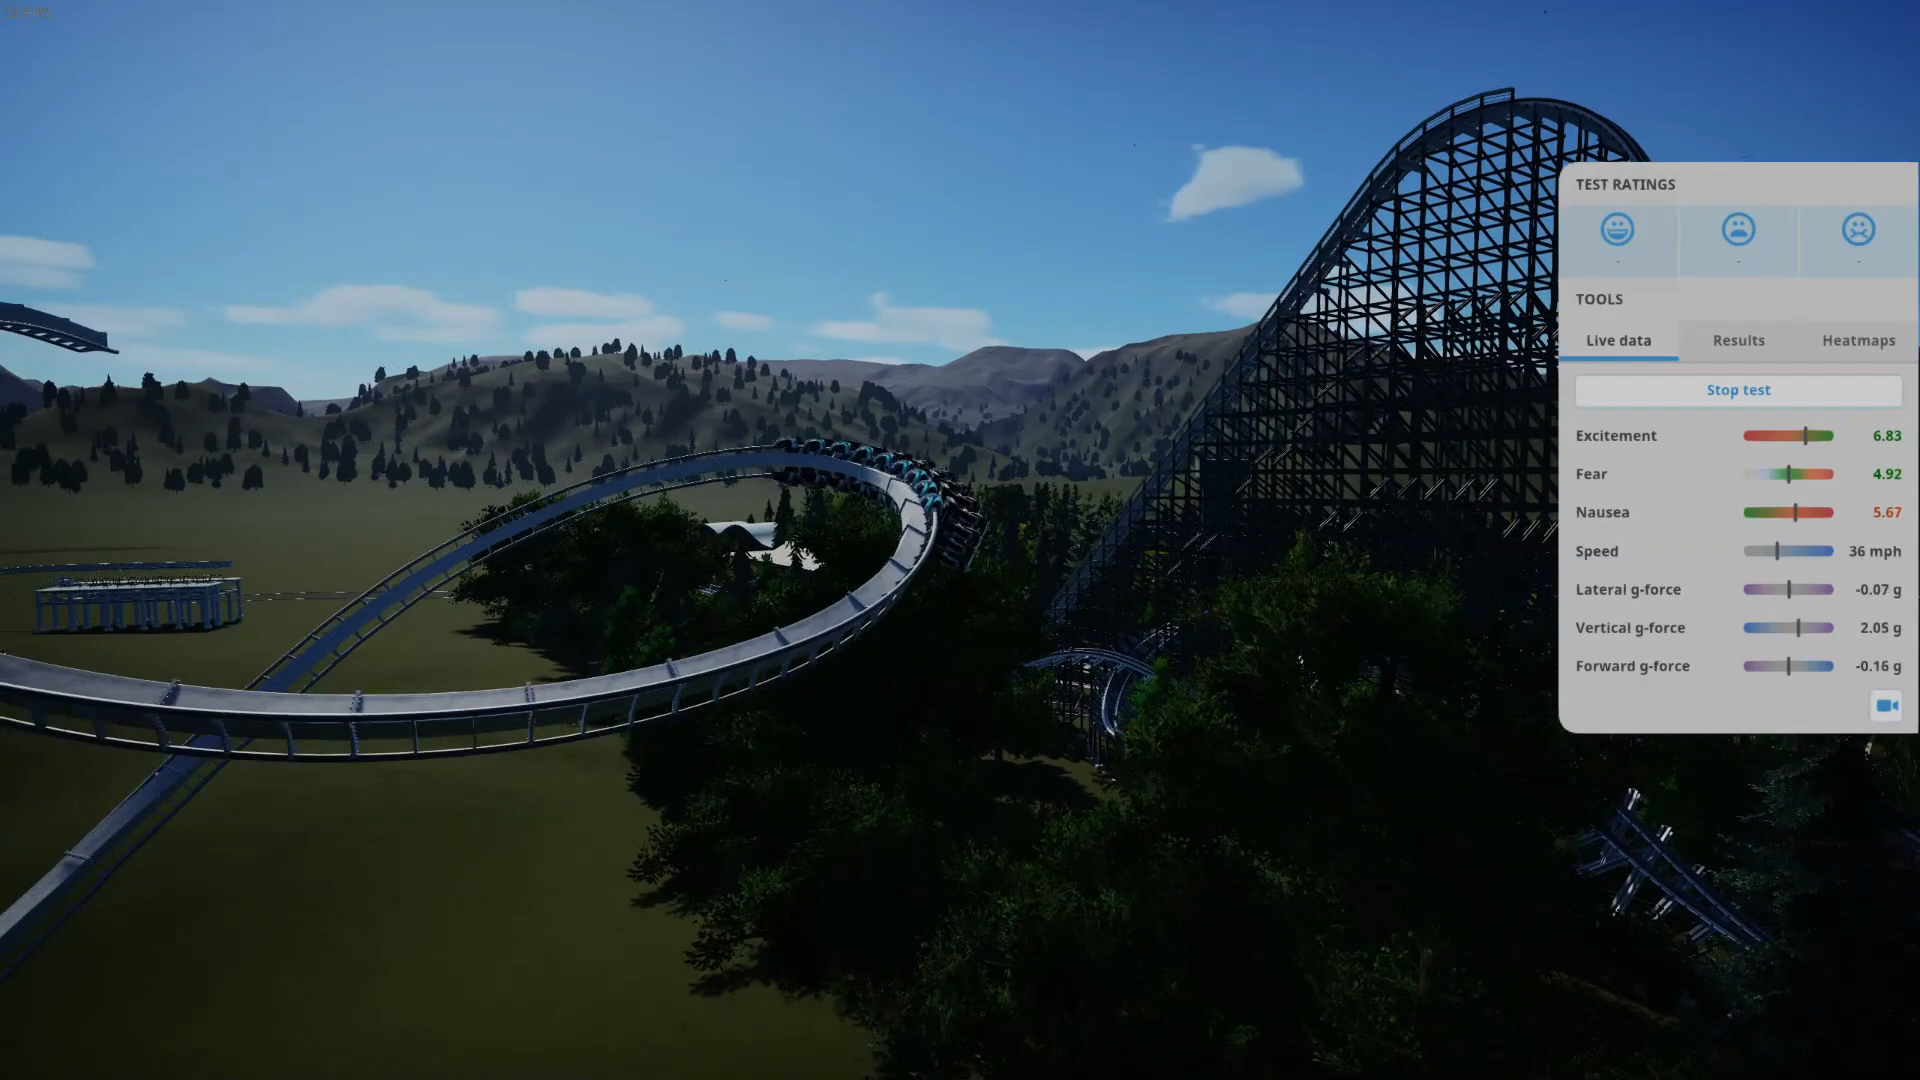 TEST RATINGS
- - -
TOOLS
Live data Results Heatmaps
Stop test
Excitement 6.83
Fear 4.92
Nausea 5.67
Speed 36 mph
Lateral g-force -0.07 g
Vertical g-force 2.05 g
Forward g-force -0.16 g